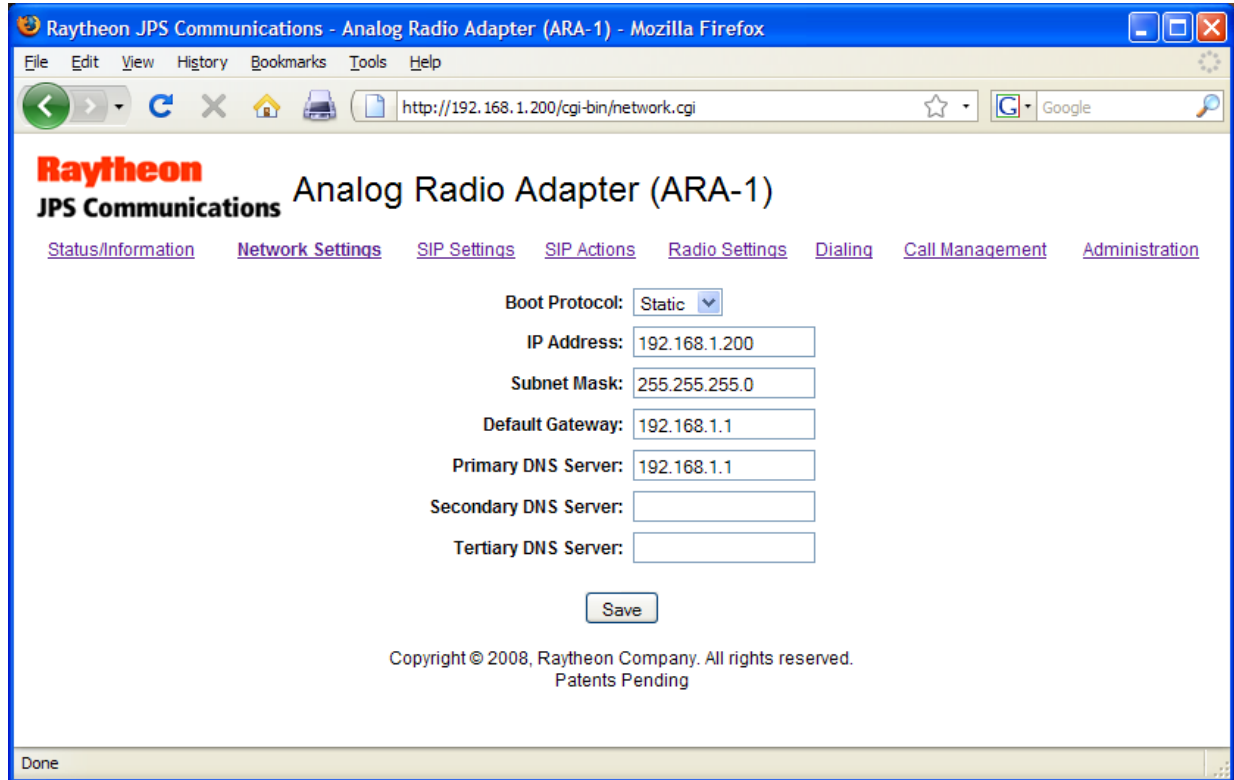 Raytheon JPS Communications - Analog Radio Adapter (ARA-1) - Mozilla Firefox
File Edit View History Bookmarks Tools Help
http://192.168.1.200/cgi-bin/network.cgi G Google
Raytheon
JPS Communications Analog Radio Adapter (ARA-1)
Status/Information Network Settings SIP Settings SIP Actions Radio Settings Dialing Call Management Administration
Boot Protocol: Static
IP Address: 192.168.1.200
Subnet Mask: 255.255.255.0
Default Gateway: 192.168.1.1
Primary DNS Server: 192.168.1.1
Secondary DNS Server:
Tertiary DNS Server:
Save
Copyright © 2008, Raytheon Company. All rights reserved.
Patents Pending
Done